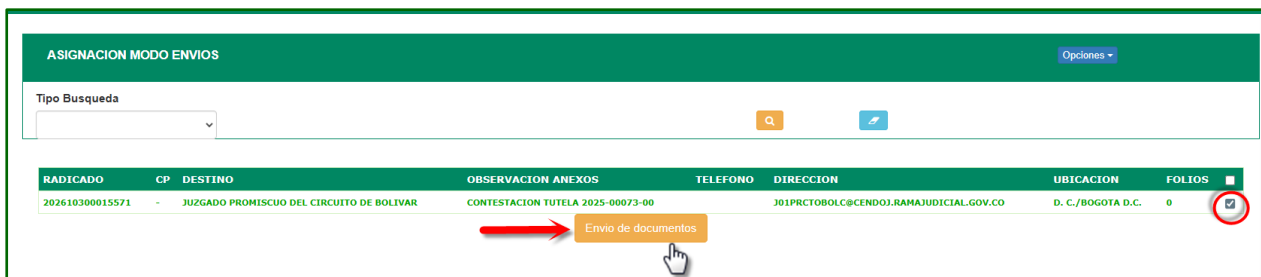 ASIGNACION MODO ENVIOS Opciones
Tipo Busqueda
RADICADO CP DESTINO OBSERVACION ANEXOS TELEFONO DIRECCION UBICACION FOLIOS
202610300015571 - JUZGADO PROMISCUO DEL CIRCUITO DE BOLIVAR CONTESTACION TUTELA 2025-00073-00 J01PRCTOBOLC@CENDOJ.RAMAJUDICIAL.GOV.CO D. C./BOGOTA D.C. 0
Envio de documentos